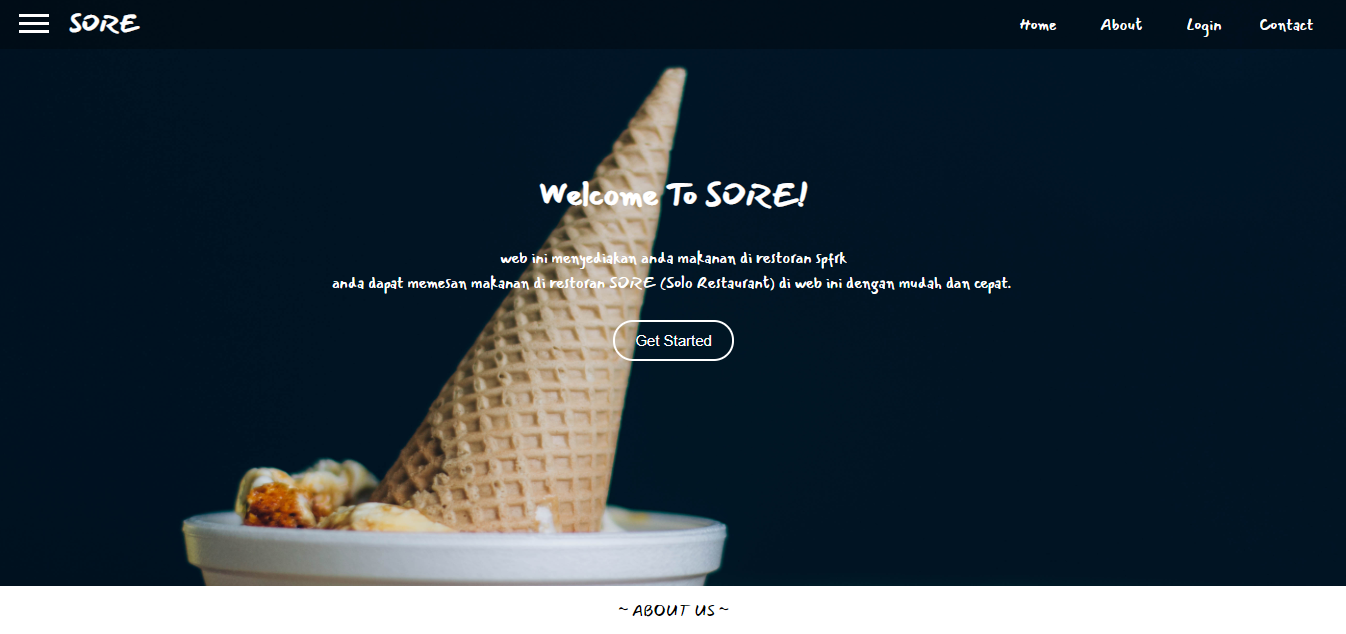 SORE
Home About Login Contact
Welcome To SORE!
web ini menyediakan anda makanan di restoran spfrk
anda dapat memesan makanan di restoran SORE (Solo Restaurant) di web ini dengan mudah dan cepat.
Get Started
~ ABOUT US ~